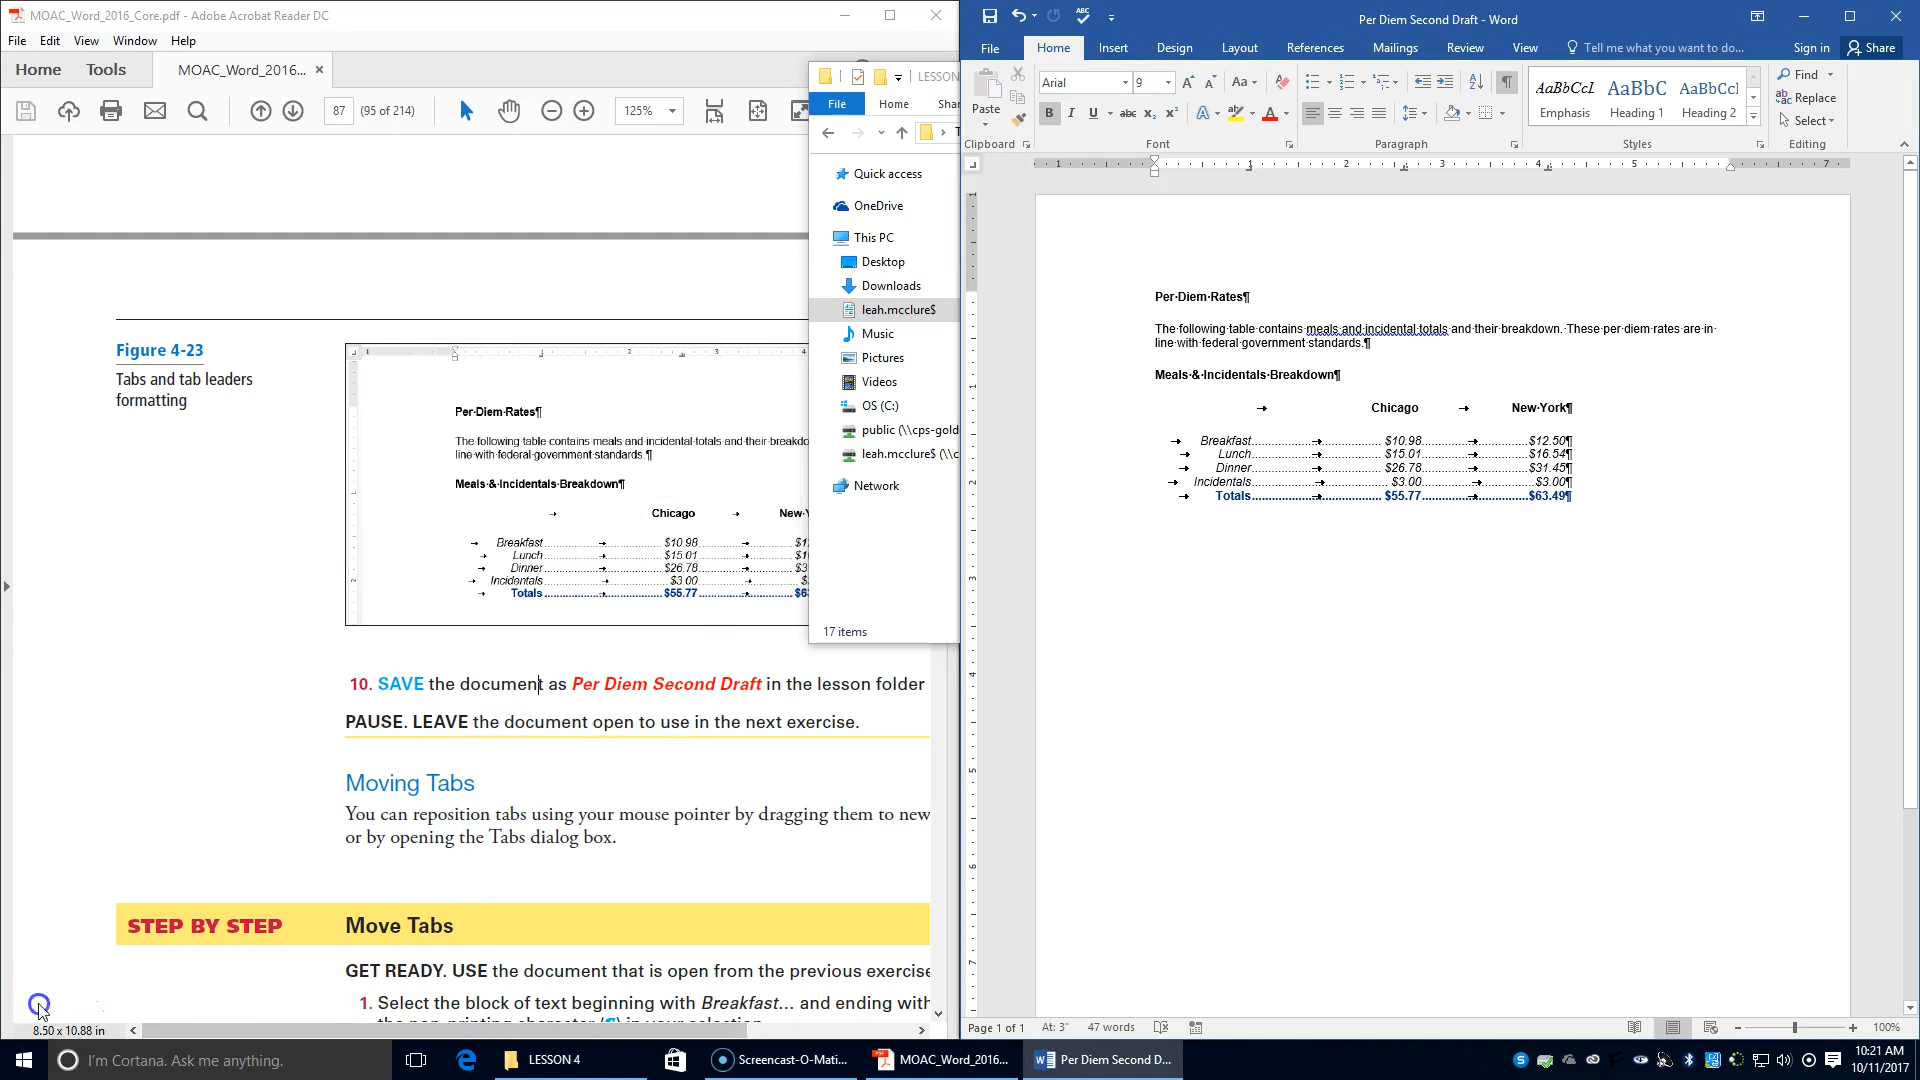 MOAC_Word_2016_Core.pdf - Adobe Acrobat Reader DC
File Edit View Window Help
Home Tools MOAC_Word_2016... ×
87 (95 of 214) 125%
Figure 4-23
Tabs and tab leaders
formatting
Per·Diem·Rates¶
The·following·table·contains·meals·and·incidental·totals·and·their·breakdo
line·with·federal·government·standards.¶
Meals·&·Incidentals·Breakdown¶
Chicago New·Y
Breakfast $10.98 $1
Lunch $15.01 $1
Dinner $26.78 $3
Incidentals $3.00 $
Totals $55.77 $6
10. SAVE the document as Per Diem Second Draft in the lesson folder
PAUSE. LEAVE the document open to use in the next exercise.
Moving Tabs
You can reposition tabs using your mouse pointer by dragging them to new
or by opening the Tabs dialog box.
STEP BY STEP Move Tabs
GET READY. USE the document that is open from the previous exercise
1. Select the block of text beginning with Breakfast... and ending with
8.50 x 10.88 in
LESSON
File Home Shar
Quick access
OneDrive
This PC
Desktop
Downloads
leah.mcclure$
Music
Pictures
Videos
OS (C:)
public (\\cps-gold
leah.mcclure$ (\\c
Network
17 items
Per Diem Second Draft - Word
File Home Insert Design Layout References Mailings Review View Tell me what you want to do... Sign in Share
Paste
Clipboard
Arial 9
Font
Paragraph
AaBbCcL AaBbC AaBbCcl
Emphasis Heading 1 Heading 2
Styles
Find
Replace
Select
Editing
1 1 2 3 4 5 7
Per·Diem·Rates¶
The·following·table·contains·meals·and·incidental·totals·and·their·breakdown.·These·per·diem·rates·are·in·
line·with·federal·government·standards.¶
Meals·&·Incidentals·Breakdown¶
Chicago New·York¶
Breakfast $10.98 $12.50¶
Lunch $15.01 $16.54¶
Dinner $26.78 $31.45¶
Incidentals $3.00 $3.00¶
Totals $55.77 $63.49¶
Page 1 of 1 At: 3" 47 words 100%
I'm Cortana. Ask me anything. LESSON 4 Screencast-O-Mati... MOAC_Word_2016... Per Diem Second D...
10:21 AM
10/11/2017